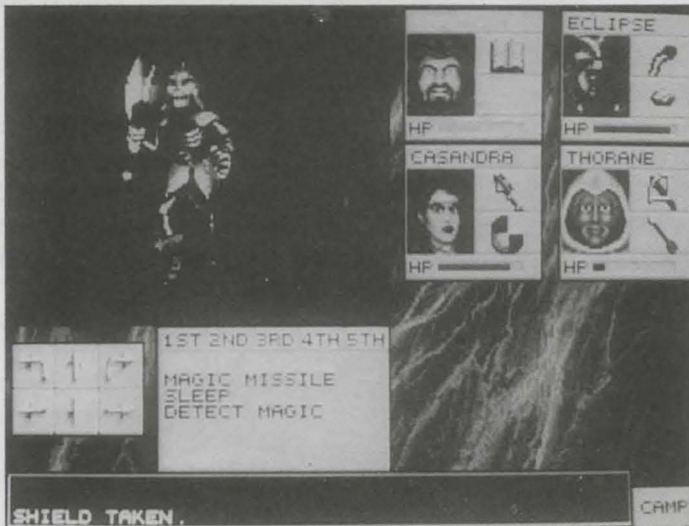 ECLIPSE
HP
HP
CASANDRA
THORANE
HP
HP
1ST 2ND 3RD 4TH 5TH
MAGIC MISSILE
SLEEP
DETECT MAGIC
SHIELD TAKEN.
CAMP